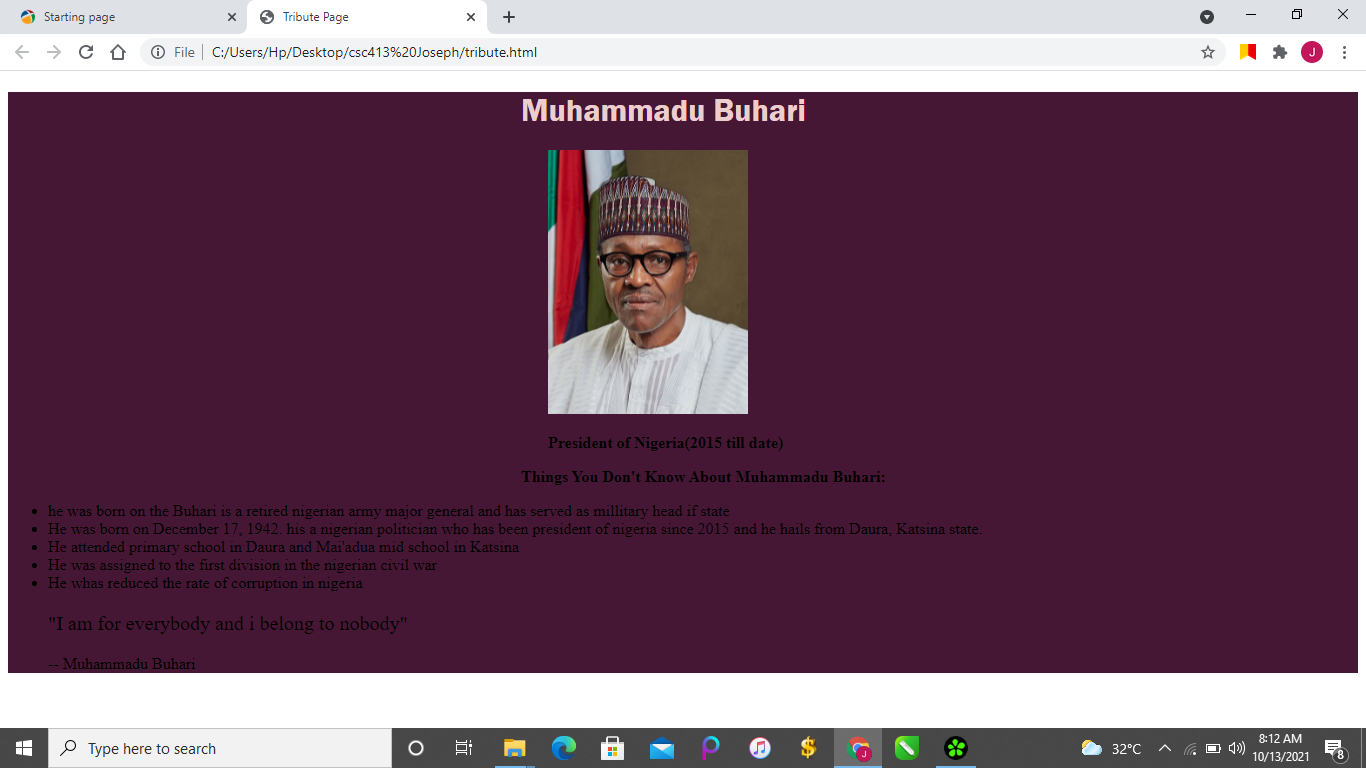 Starting page
Tribute Page
File
C:/Users/Hp/Desktop/csc413%20Joseph/tribute.html
J
Muhammadu Buhari
President of Nigeria(2015 till date)
Things You Don't Know About Muhammadu Buhari:
he was born on the Buhari is a retired nigerian army major general and has served as millitary head if state
He was born on December 17, 1942. his a nigerian politician who has been president of nigeria since 2015 and he hails from Daura, Katsina state.
He attended primary school in Daura and Mai'adua mid school in Katsina
He was assigned to the first division in the nigerian civil war
He whas reduced the rate of corruption in nigeria
"I am for everybody and i belong to nobody"
-- Muhammadu Buhari
Type here to search
J
32°C
8:12 AM
10/13/2021
8